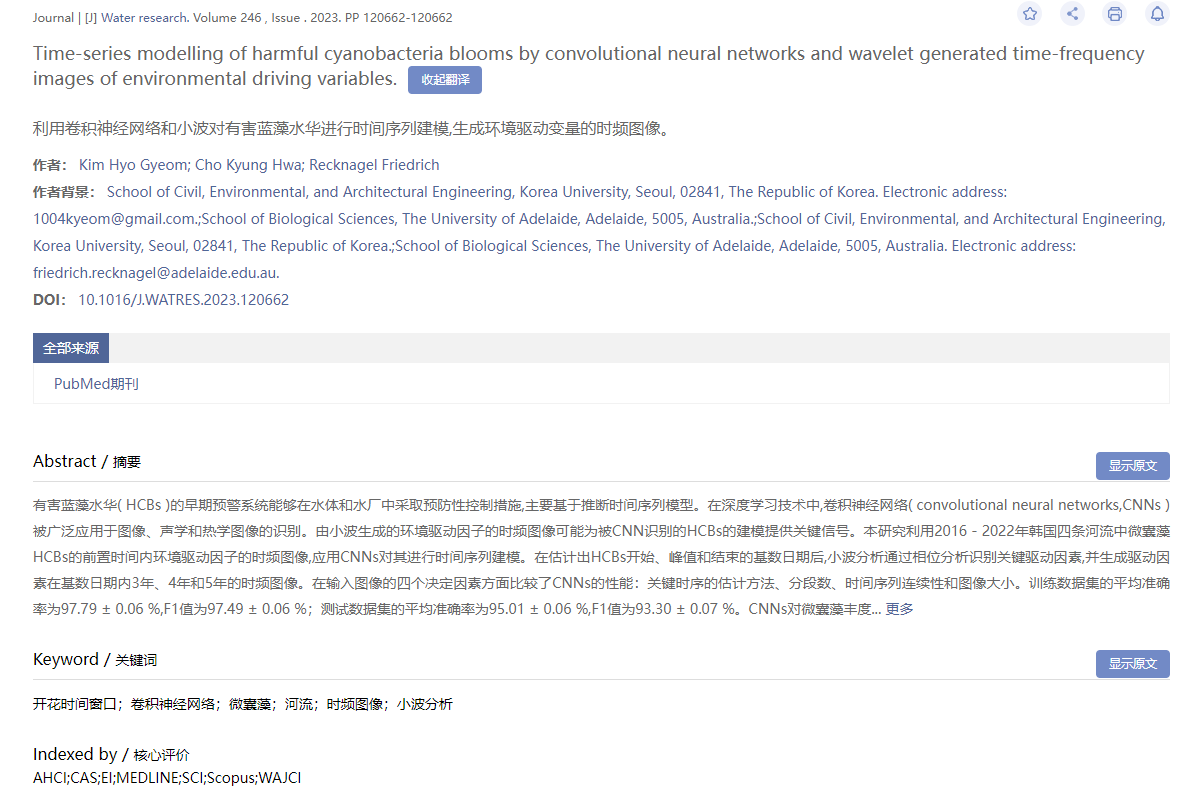 Journal | [J] Water research. Volume 246 , Issue . 2023. PP 120662-120662
Time-series modelling of harmful cyanobacteria blooms by convolutional neural networks and wavelet generated time-frequency
images of environmental driving variables. 收起翻译
利用卷积神经网络和小波对有害蓝藻水华进行时间序列建模,生成环境驱动变量的时频图像。
作者： Kim Hyo Gyeom; Cho Kyung Hwa; Recknagel Friedrich
作者背景： School of Civil, Environmental, and Architectural Engineering, Korea University, Seoul, 02841, The Republic of Korea. Electronic address:
1004kyeom@gmail.com.;School of Biological Sciences, The University of Adelaide, Adelaide, 5005, Australia.;School of Civil, Environmental, and Architectural Engineering,
Korea University, Seoul, 02841, The Republic of Korea.;School of Biological Sciences, The University of Adelaide, Adelaide, 5005, Australia. Electronic address:
friedrich.recknagel@adelaide.edu.au.
DOI： 10.1016/J.WATRES.2023.120662
全部来源
PubMed期刊
Abstract / 摘要
显示原文
有害蓝藻水华( HCBs )的早期预警系统能够在水体和水厂中采取预防性控制措施,主要基于推断时间序列模型。在深度学习技术中,卷积神经网络( convolutional neural networks,CNNs )
被广泛应用于图像、声学和热学图像的识别。由小波生成的环境驱动因子的时频图像可能为被CNN识别的HCBs的建模提供关键信号。本研究利用2016 - 2022年韩国四条河流中微囊藻
HCBs的前置时间内环境驱动因子的时频图像,应用CNNs对其进行时间序列建模。在估计出HCBs开始、峰值和结束的基数日期后,小波分析通过相位分析识别关键驱动因素,并生成驱动因
素在基数日期内3年、4年和5年的时频图像。在输入图像的四个决定因素方面比较了CNNs的性能：关键时序的估计方法、分段数、时间序列连续性和图像大小。训练数据集的平均准确
率为97.79 ± 0.06 %,F1值为97.49 ± 0.06 %；测试数据集的平均准确率为95.01 ± 0.06 %,F1值为93.30 ± 0.07 %。CNNs对微囊藻丰度... 更多
Keyword / 关键词
显示原文
开花时间窗口；卷积神经网络；微囊藻；河流；时频图像；小波分析
Indexed by / 核心评价
AHCI;CAS;EI;MEDLINE;SCI;Scopus;WAJCI